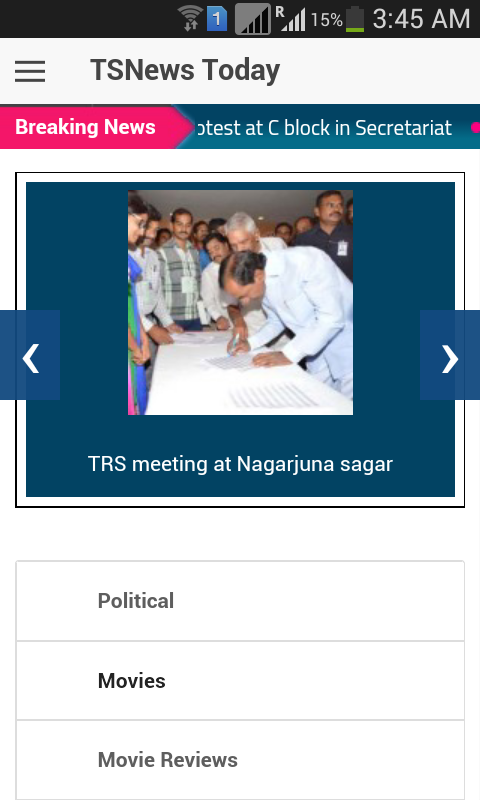 1 R 15% 3:45 AM
TSNews Today
Breaking News otest at C block in Secretariat
TRS meeting at Nagarjuna sagar
Political
Movies
Movie Reviews